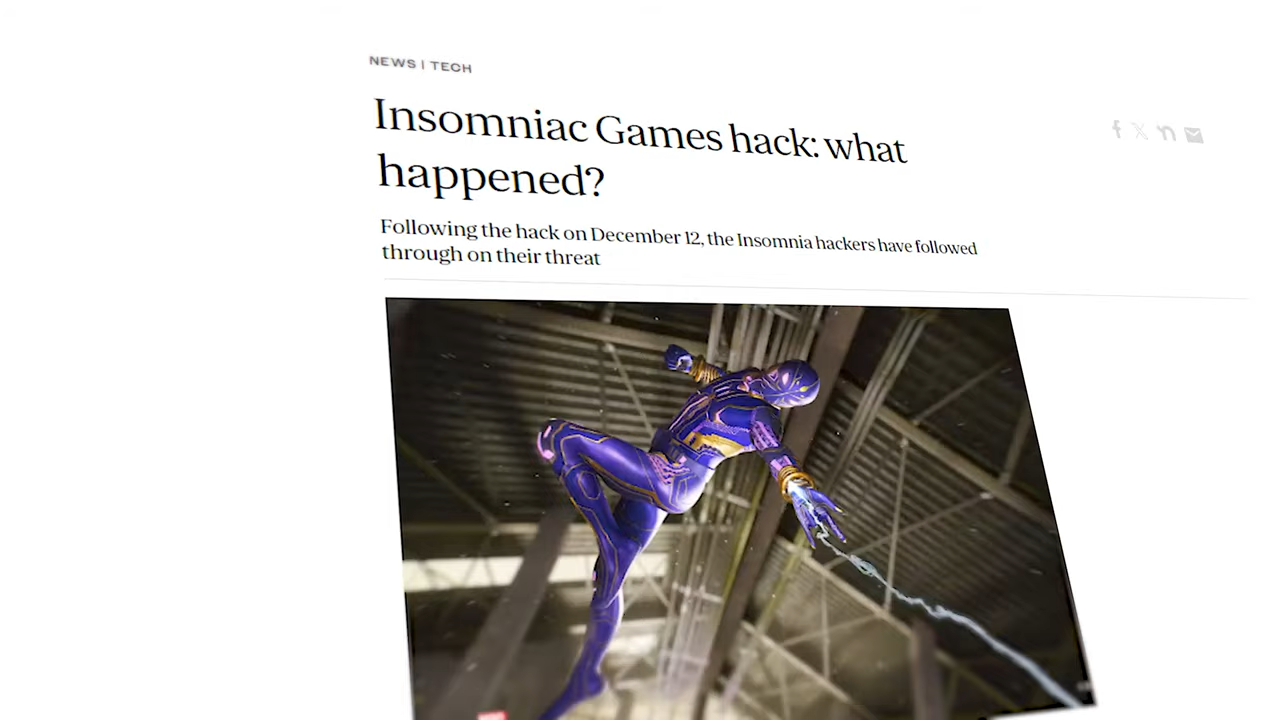 NEWS | TECH
Insomniac Games hack: what
happened?
Following the hack on December 12, the Insomnia hackers have followed
through on their threat